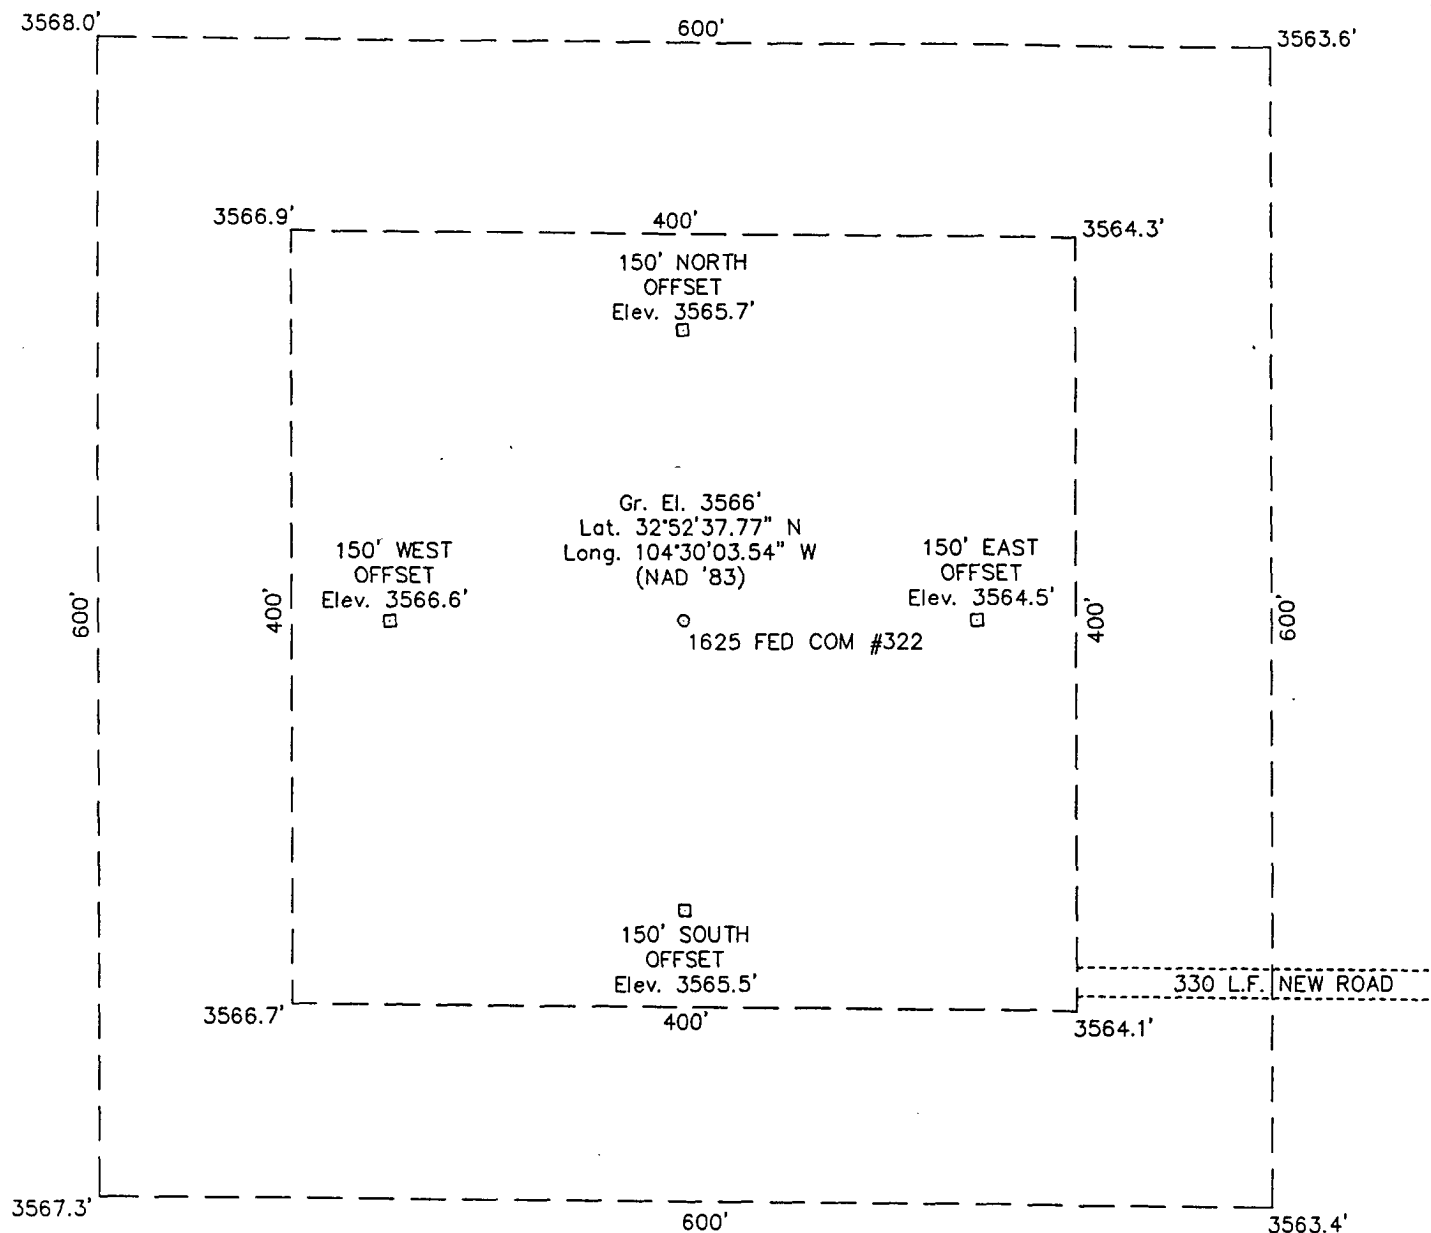 3568.0'
600'
3563.6'
3566.9'
400'
3564.3'
150' NORTH
OFFSET
Elev. 3565.7'
Gr. El. 3566'
Lat. 32°52'37.77" N
Long. 104°30'03.54" W
(NAD '83)
150' WEST
OFFSET
Elev. 3566.6'
150' EAST
OFFSET
Elev. 3564.5'
600'
400'
400'
600'
1625 FED COM #322
150' SOUTH
OFFSET
Elev. 3565.5'
330 L.F. NEW ROAD
3566.7'
400'
3564.1'
3567.3'
600'
3563.4'